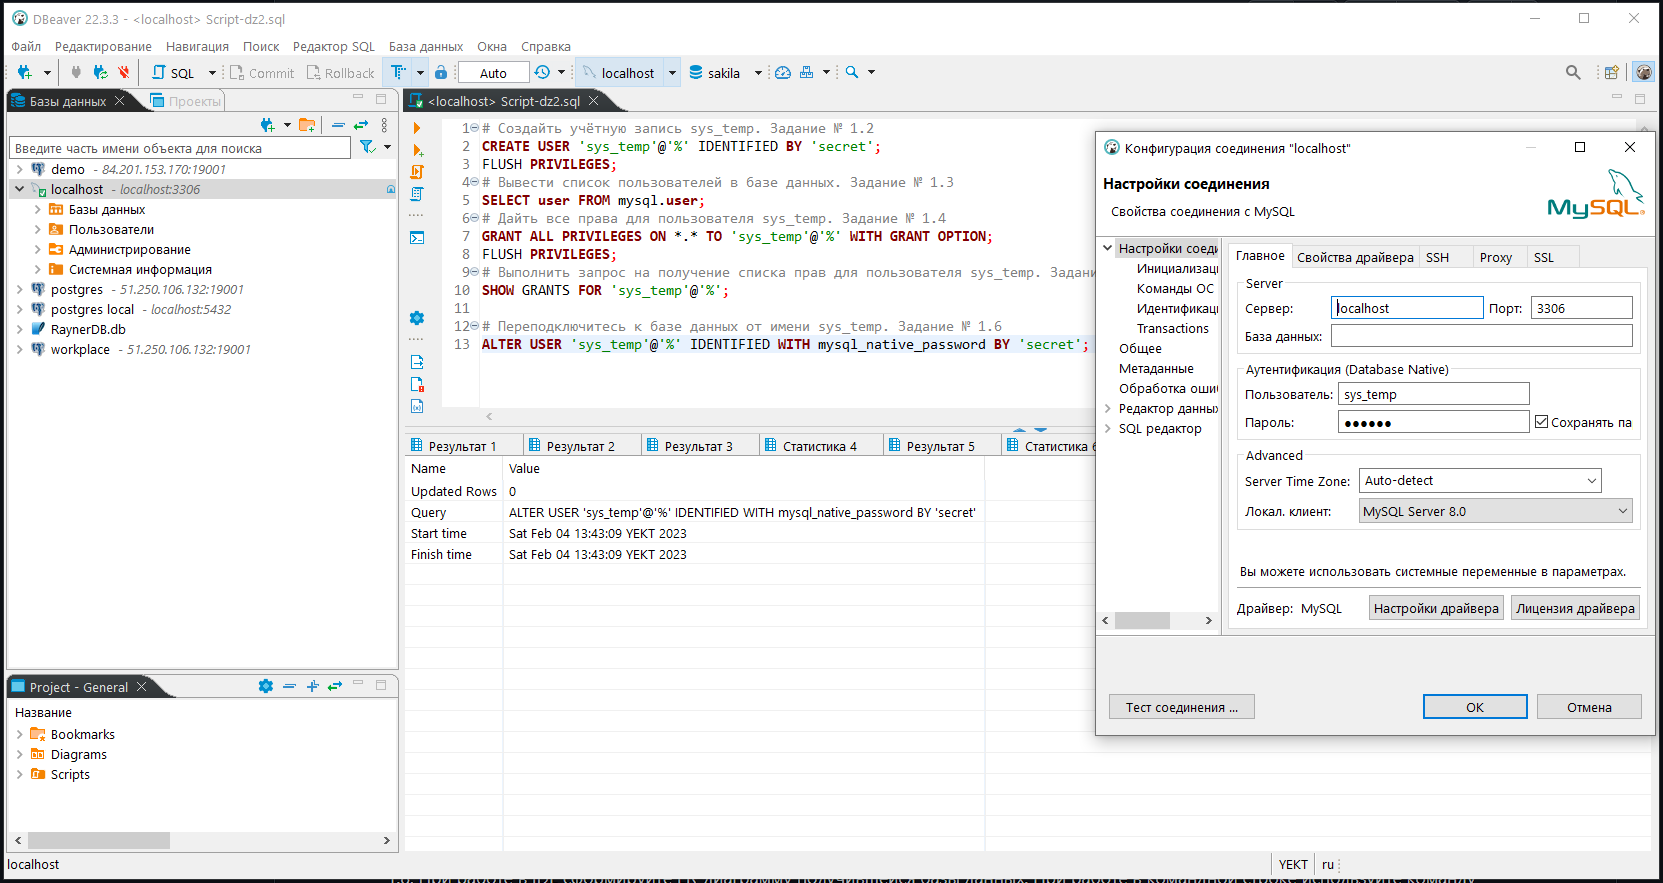 DBeaver 22.3.3 - <localhost> Script-dz2.sql
Файл Редактирование Навигация Поиск Редактор SQL База данных Окна Справка
SQL Commit Rollback Auto localhost sakila
Базы данных Проекты
<localhost> Script-dz2.sql
Введите часть имени объекта для поиска
demo - 84.201.153.170:19001
localhost - localhost:3306
Базы данных
Пользователи
Администрирование
Системная информация
postgres - 51.250.106.132:19001
postgres local - localhost:5432
RaynerDB.db
workplace - 51.250.106.132:19001
1 # Создайть учётную запись sys_temp. Задание № 1.2
2 CREATE USER 'sys_temp'@'%' IDENTIFIED BY 'secret';
3 FLUSH PRIVILEGES;
4 # Вывести список пользователей в базе данных. Задание № 1.3
5 SELECT user FROM mysql.user;
6 # Дайть все права для пользователя sys_temp. Задание № 1.4
7 GRANT ALL PRIVILEGES ON *.* TO 'sys_temp'@'%' WITH GRANT OPTION;
8 FLUSH PRIVILEGES;
9 # Выполнить запрос на получение списка прав для пользователя sys_temp. Задани
10 SHOW GRANTS FOR 'sys_temp'@'%';
11
12 # Переподключитесь к базе данных от имени sys_temp. Задание № 1.6
13 ALTER USER 'sys_temp'@'%' IDENTIFIED WITH mysql_native_password BY 'secret';
Результат 1 Результат 2 Результат 3 Статистика 4 Результат 5 Статистика 6
Name Value
Updated Rows 0
Query ALTER USER 'sys_temp'@'%' IDENTIFIED WITH mysql_native_password BY 'secret'
Start time Sat Feb 04 13:43:09 YEKT 2023
Finish time Sat Feb 04 13:43:09 YEKT 2023
Project - General
Название
Bookmarks
Diagrams
Scripts
localhost
YEKT ru
Конфигурация соединения "localhost"
Настройки соединения
Свойства соединения с MySQL
MySQL
Настройки соеди
Инициализац
Команды ОС
Идентификац
Transactions
Общее
Метаданные
Обработка оши
Редактор данны
SQL редактор
Главное Свойства драйвера SSH Proxy SSL
Server
Сервер: localhost Порт: 3306
База данных:
Аутентификация (Database Native)
Пользователь: sys_temp
Пароль: ●●●●●● Сохранять па
Advanced
Server Time Zone: Auto-detect
Локал. клиент: MySQL Server 8.0
Вы можете использовать системные переменные в параметрах.
Драйвер: MySQL Настройки драйвера Лицензия драйвера
Тест соединения ... ОК Отмена